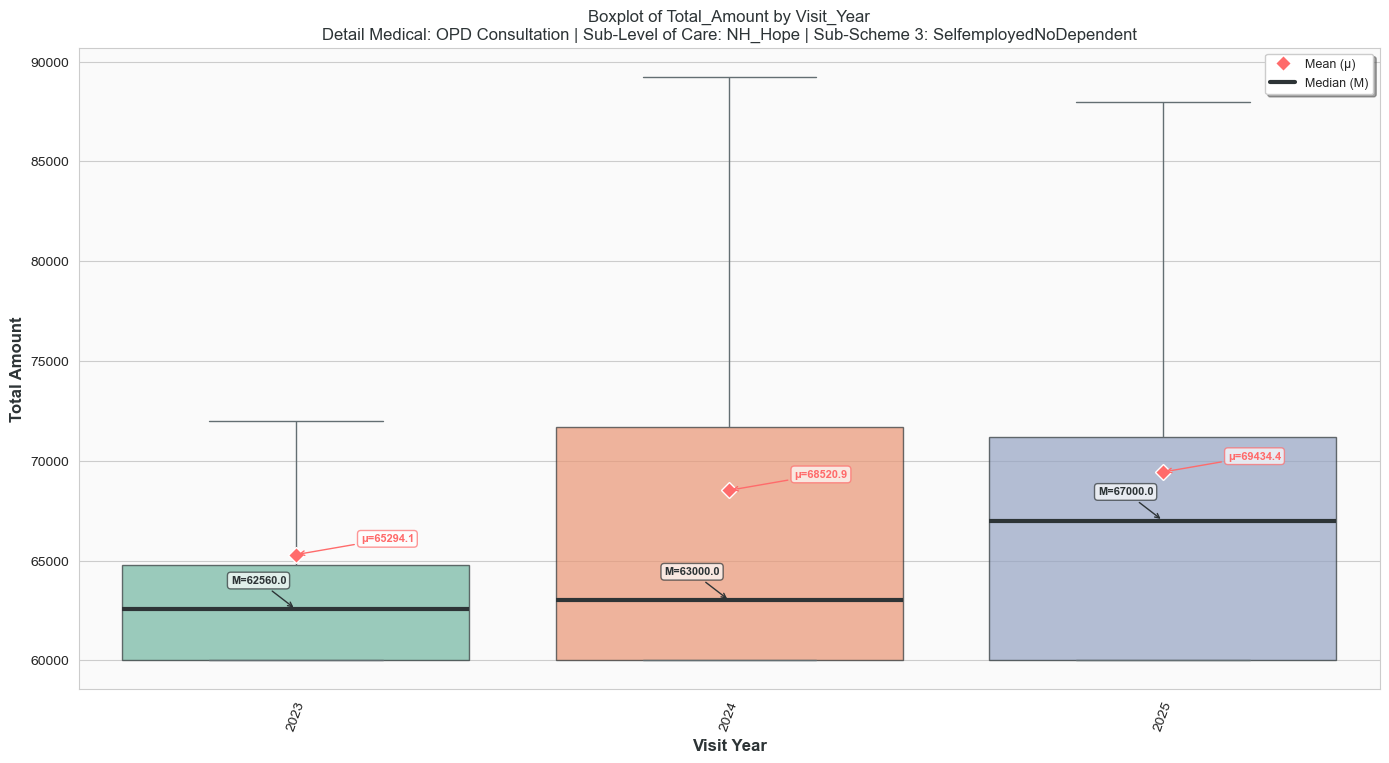 Boxplot of Total_Amount by Visit_Year
Detail Medical: OPD Consultation | Sub-Level of Care: NH_Hope | Sub-Scheme 3: SelfemployedNoDependent
Mean (μ)
Median (M)
Total Amount
90000
85000
80000
75000
70000
65000
60000
μ=65294.1
M=62560.0
μ=68520.9
M=63000.0
μ=69434.4
M=67000.0
2023
2024
2025
Visit Year